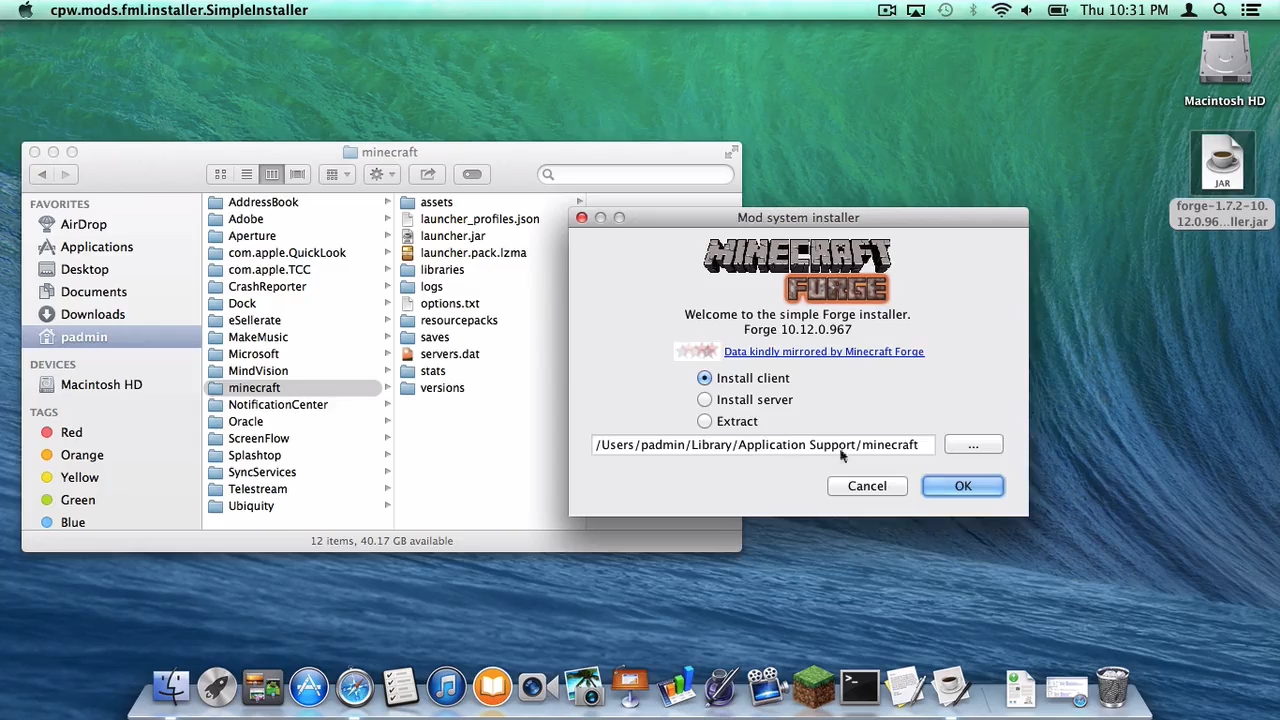 cpw.mods.fml.installer.SimpleInstaller
Thu 10:31 PM
Macintosh HD
JAR
forge-1.7.2-10.
12.0.96...ller.jar
minecraft
FAVORITES
AirDrop
Applications
Desktop
Documents
Downloads
padmin
DEVICES
Macintosh HD
TAGS
Red
Orange
Yellow
Green
Blue
AddressBook
Adobe
Aperture
com.apple.QuickLook
com.apple.TCC
CrashReporter
Dock
eSellerate
MakeMusic
Microsoft
MindVision
minecraft
NotificationCenter
Oracle
ScreenFlow
Splashtop
SyncServices
Telestream
Ubiquity
assets
launcher_profiles.json
launcher.jar
launcher.pack.lzma
libraries
logs
options.txt
resourcepacks
saves
servers.dat
stats
versions
12 items, 40.17 GB available
Mod system installer
MINECRAFT
FORGE
Welcome to the simple Forge installer.
Forge 10.12.0.967
Data kindly mirrored by Minecraft Forge
Install client
Install server
Extract
/Users/padmin/Library/Application Support/minecraft
...
Cancel
OK